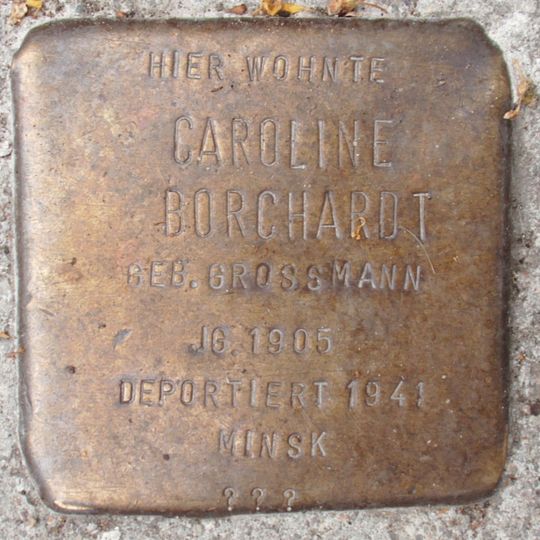 HIER WOHNTE
CAROLINE
BORCHARDT
GEB. GROSSMANN
JG. 1905
DEPORTIERT 1941
MINSK
? ? ?